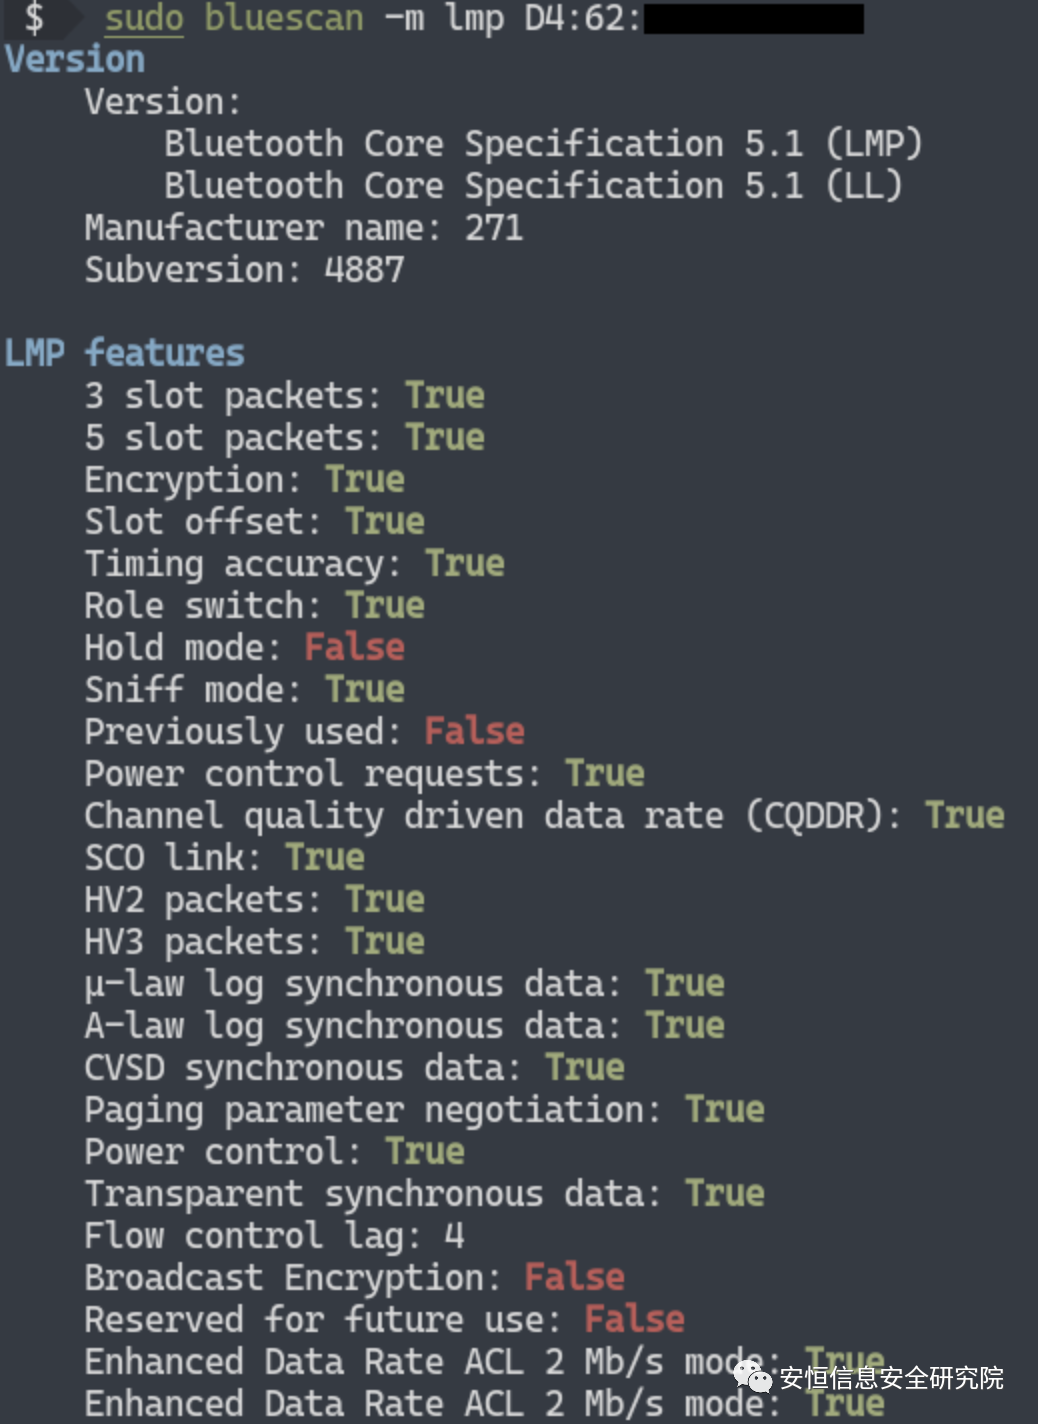 $ sudo bluescan -m lmp D4:62:
Version
Version:
Bluetooth Core Specification 5.1 (LMP)
Bluetooth Core Specification 5.1 (LL)
Manufacturer name: 271
Subversion: 4887
LMP features
3 slot packets: True
5 slot packets: True
Encryption: True
Slot offset: True
Timing accuracy: True
Role switch: True
Hold mode: False
Sniff mode: True
Previously used: False
Power control requests: True
Channel quality driven data rate (CQDDR): True
SCO link: True
HV2 packets: True
HV3 packets: True
μ-law log synchronous data: True
A-law log synchronous data: True
CVSD synchronous data: True
Paging parameter negotiation: True
Power control: True
Transparent synchronous data: True
Flow control lag: 4
Broadcast Encryption: False
Reserved for future use: False
Enhanced Data Rate ACL 2 Mb/s mode: True
安恒信息安全研究院
Enhanced Data Rate ACL 2 Mb/s mode: True